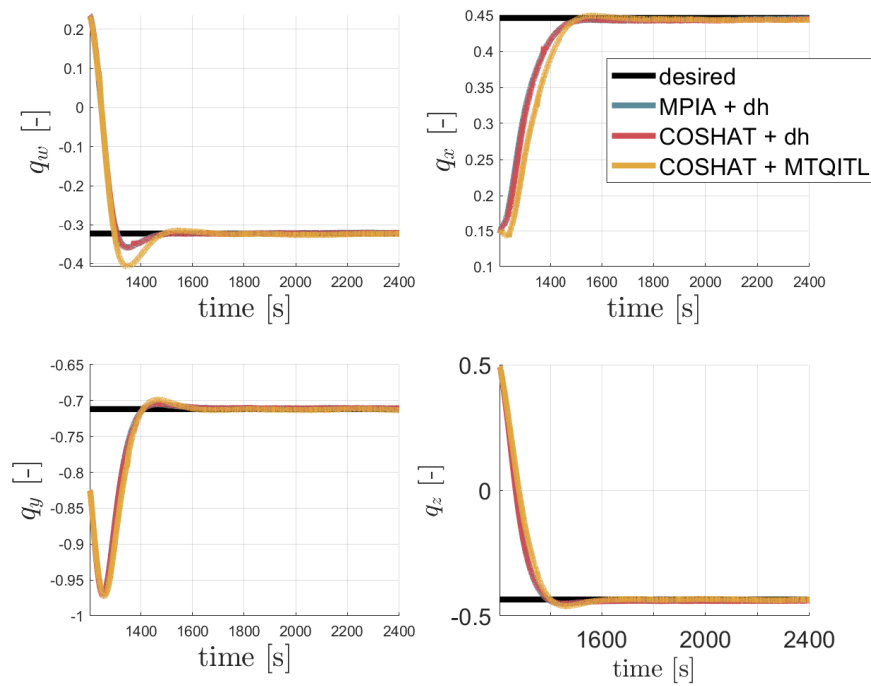 0.2
0.1
0
-0.1
-0.2
-0.3
-0.4
q_w [-]
1400 1600 1800 2000 2200 2400
time [s]
0.45
0.4
0.35
0.3
0.25
0.2
0.15
0.1
q_x [-]
1400 1600 1800 2000 2200 2400
time [s]
desired
MPIA + dh
COSHAT + dh
COSHAT + MTQITL
-0.65
-0.7
-0.75
-0.8
-0.85
-0.9
-0.95
-1
q_y [-]
1400 1600 1800 2000 2200 2400
time [s]
0.5
0
-0.5
q_z [-]
1600 2000 2400
time [s]